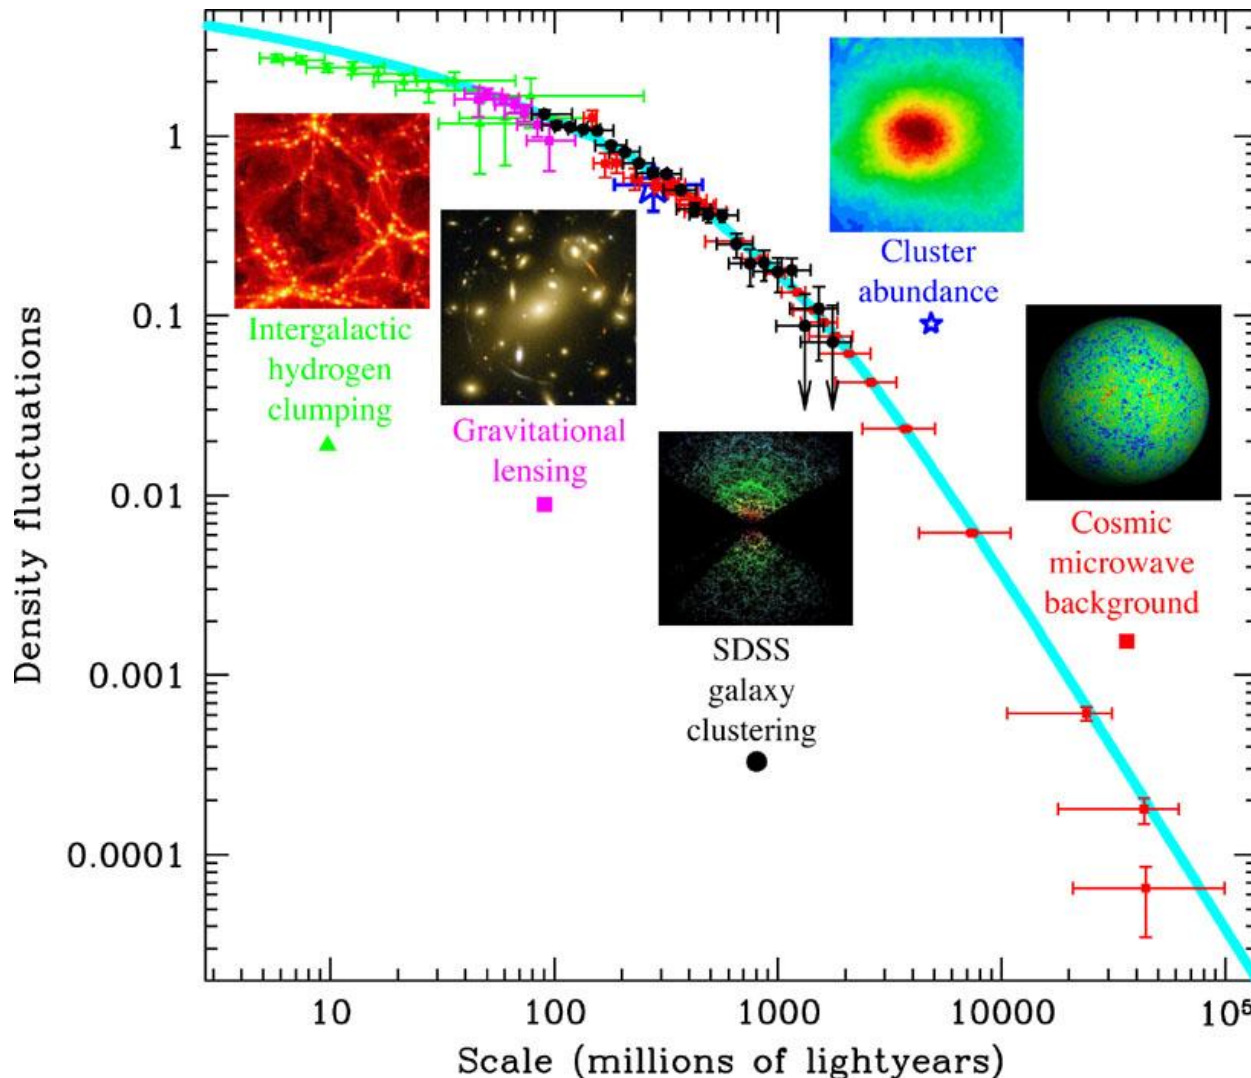 1
0.1
0.01
0.001
0.0001
Density fluctuations
Intergalactic
hydrogen
clumping
Gravitational
lensing
SDSS
galaxy
clustering
Cluster
abundance
Cosmic
microwave
background
10
100
1000
10000
10⁵
Scale (millions of lightyears)